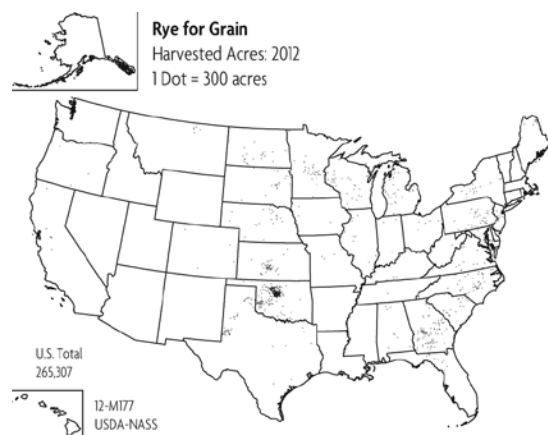 Rye for Grain
Harvested Acres: 2012
1 Dot = 300 acres
U.S. Total
265,307
12-M177
USDA-NASS